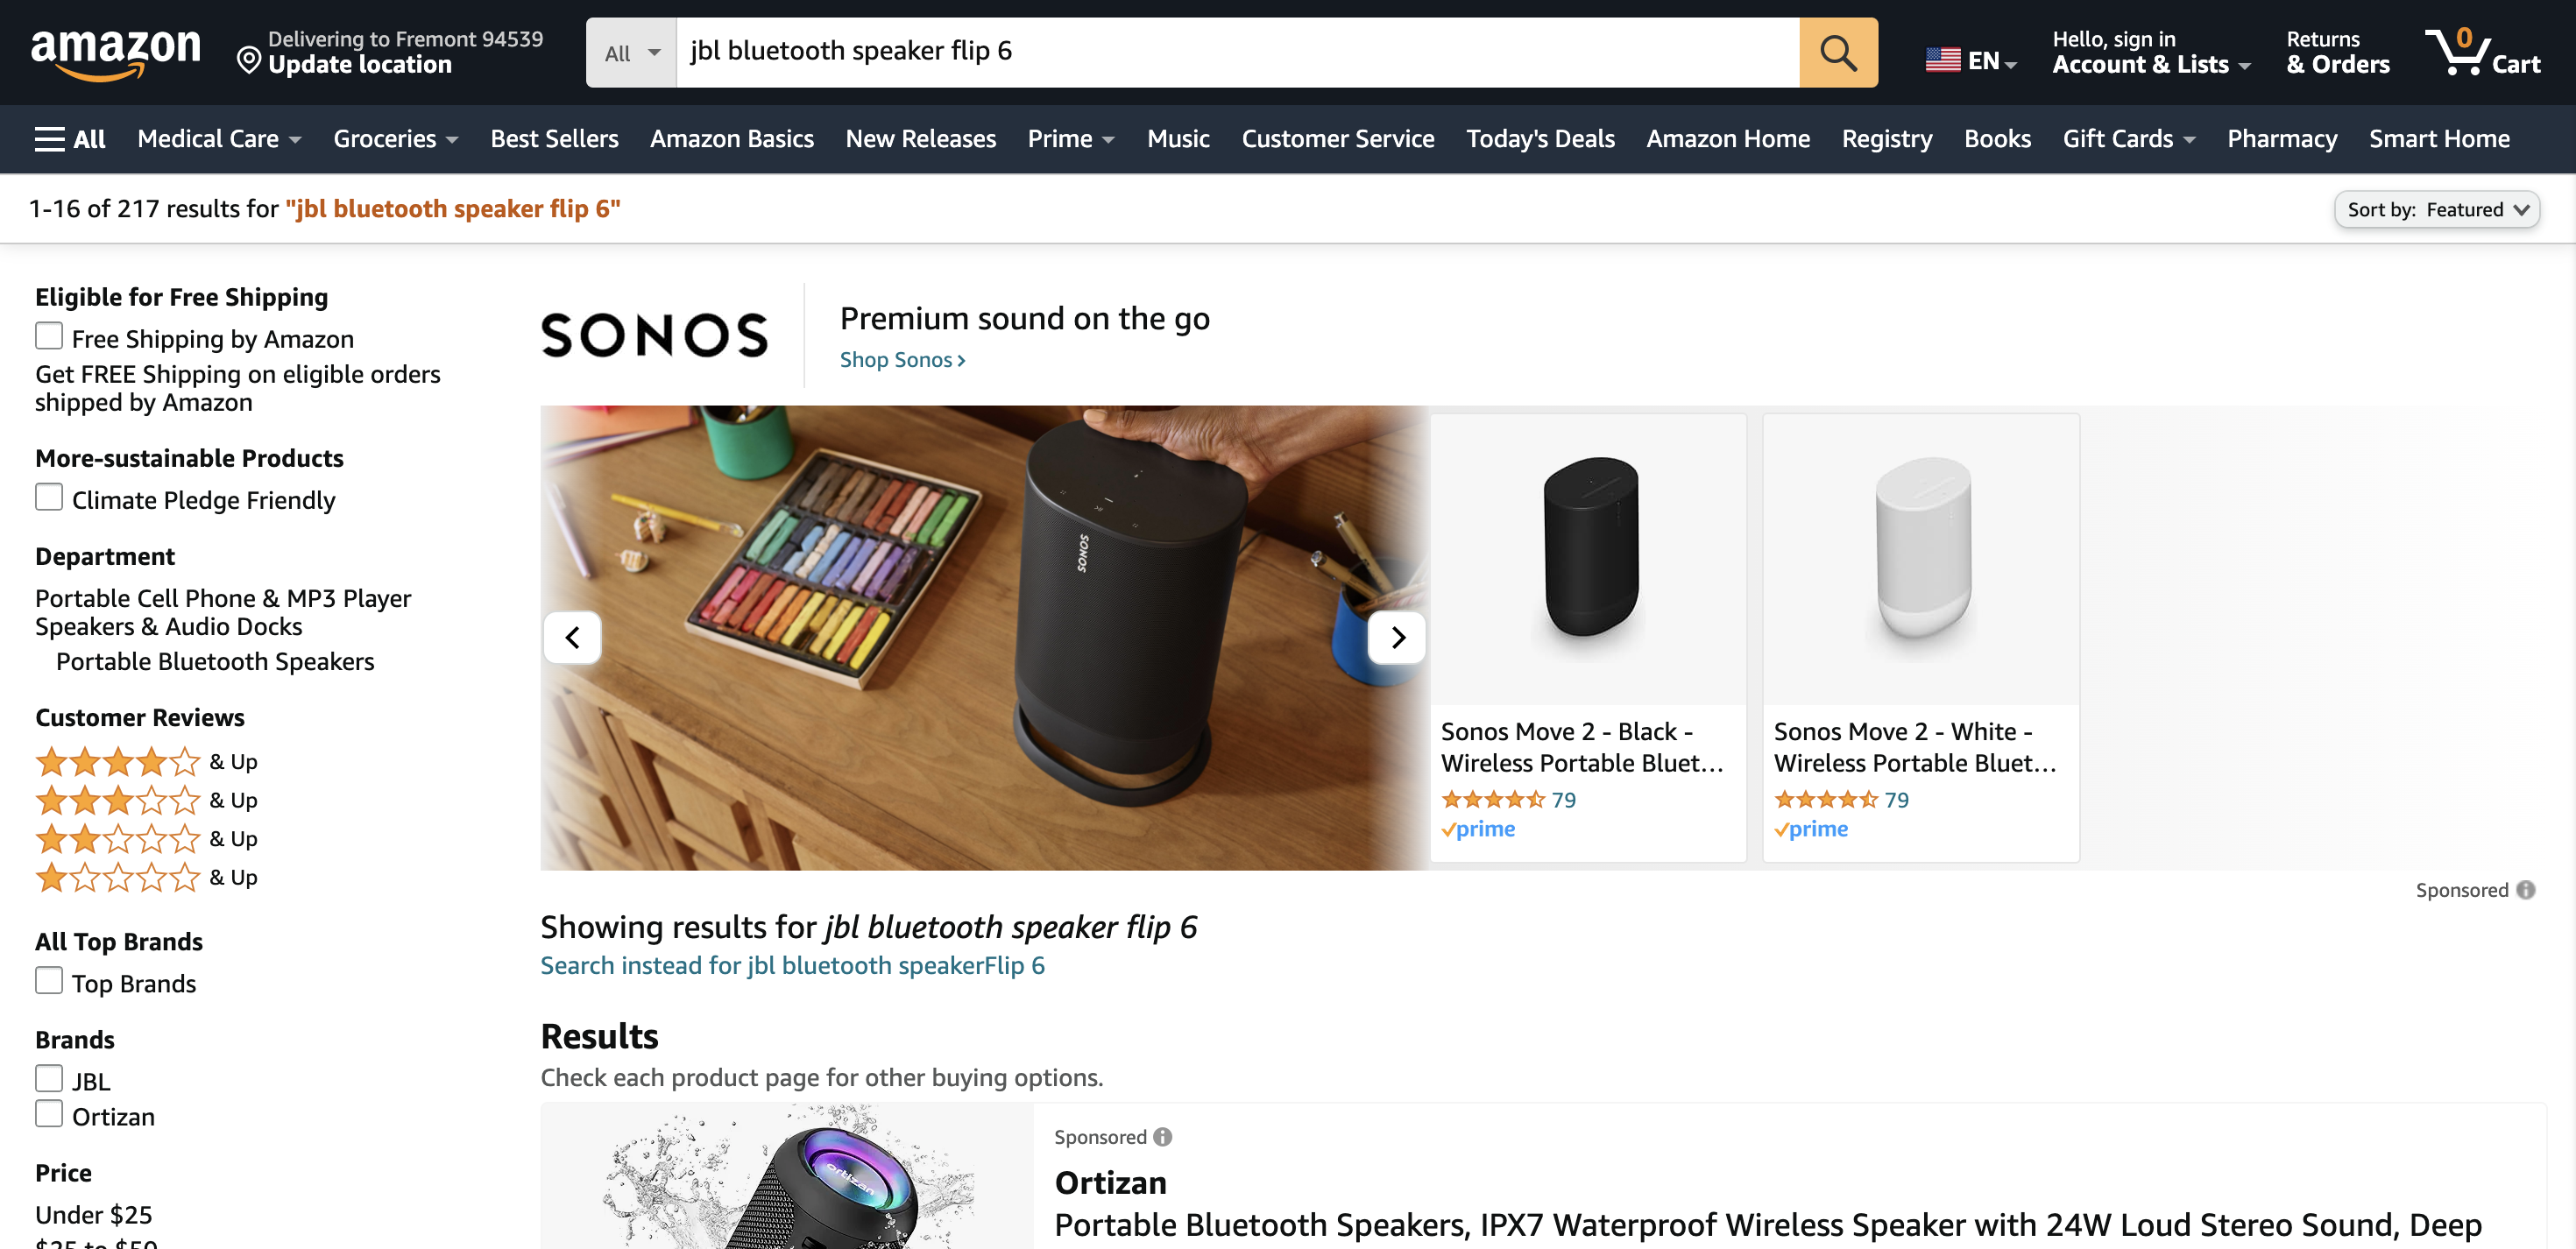 amazon
Delivering to Fremont 94539
Update location
All
jbl bluetooth speaker flip 6
EN
Hello, sign in
Account & Lists
Returns
& Orders
0
Cart
All
Medical Care
Groceries
Best Sellers
Amazon Basics
New Releases
Prime
Music
Customer Service
Today's Deals
Amazon Home
Registry
Books
Gift Cards
Pharmacy
Smart Home
1-16 of 217 results for "jbl bluetooth speaker flip 6"
Sort by: Featured
Eligible for Free Shipping
Free Shipping by Amazon
Get FREE Shipping on eligible orders
shipped by Amazon
More-sustainable Products
Climate Pledge Friendly
Department
Portable Cell Phone & MP3 Player
Speakers & Audio Docks
Portable Bluetooth Speakers
Customer Reviews
& Up
& Up
& Up
& Up
All Top Brands
Top Brands
Brands
JBL
Ortizan
Price
Under $25
$25 to $50
SONOS
Premium sound on the go
Shop Sonos ›
SONOS
Sonos Move 2 - Black -
Wireless Portable Bluet…
79
prime
Sonos Move 2 - White -
Wireless Portable Bluet…
79
prime
Sponsored
Showing results for jbl bluetooth speaker flip 6
Search instead for jbl bluetooth speakerFlip 6
Results
Check each product page for other buying options.
ortizan
Sponsored
Ortizan
Portable Bluetooth Speakers, IPX7 Waterproof Wireless Speaker with 24W Loud Stereo Sound, Deep